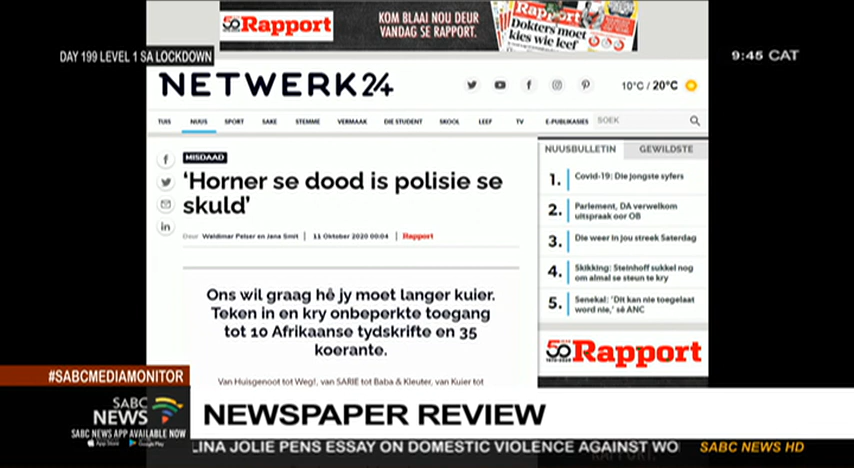 50 Rapport
KOM BLAAI NOU DEUR
VANDAG SE RAPPORT.
Rapport
Dokters moet
kies wie leef
DAY 199 LEVEL 1 SA LOCKDOWN
9:45 CAT
NETWERK24
10°C / 20°C
TUIS NUUS SPORT SAKE STEMME VERMAAK DIE STUDENT SKOOL LEEF TV E-PUBLIKASIES SOEK
MISDAAD
'Horner se dood is polisie se
skuld'
Deur Waldimar Pelser en Jana Smit | 11 Oktober 2020 00:04 | Rapport
Ons wil graag hê jy moet langer kuier.
Teken in en kry onbeperkte toegang
tot 10 Afrikaanse tydskrifte en 35
koerante.
Van Huisgenoot tot Weg!, van SARIE tot Baba & Kleuter, van Kuier tot
NUUSBULLETIN GEWILDSTE
1. Covid-19: Die jongste syfers
2. Parlement, DA verwelkom
uitspraak oor OB
3. Die weer in jou streek Saterdag
4. Skikking: Steinhoff sukkel nog
om almal se steun te kry
5. Senekal: 'Dit kan nie toegelaat
word nie,' sê ANC
50 Rapport
#SABCMEDIAMONITOR
SABC
NEWS
SABC NEWS APP AVAILABLE NOW
App Store Google Play
NEWSPAPER REVIEW
LINA JOLIE PENS ESSAY ON DOMESTIC VIOLENCE AGAINST WO
SABC NEWS HD